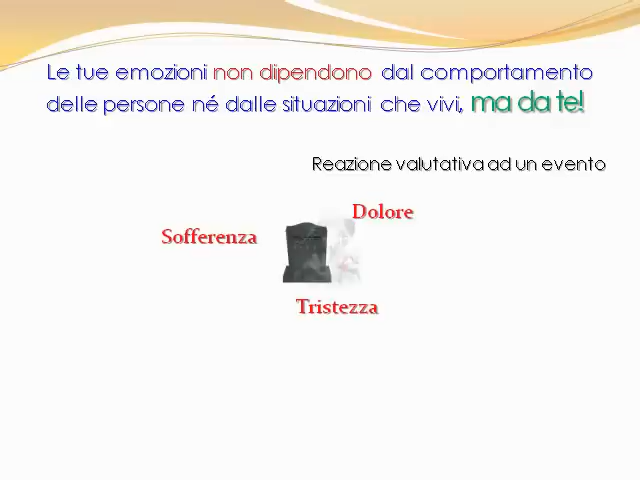 Le tue emozioni non dipendono dal comportamento
delle persone né dalle situazioni che vivi, ma da te!
Reazione valutativa ad un evento
Dolore
Sofferenza
Tristezza